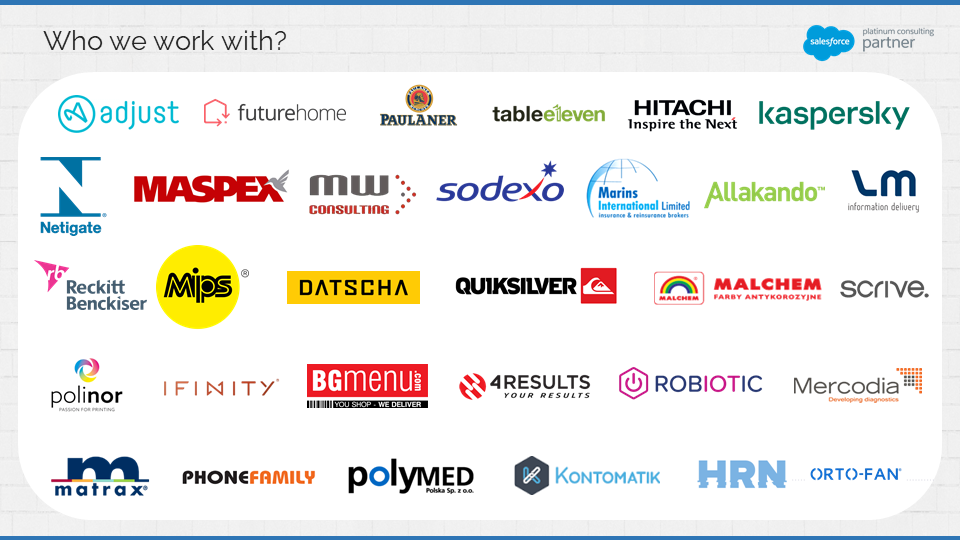 Who we work with?
salesforce
platinum consulting
partner
adjust
futurehome
PAULANER
tableeleven
HITACHI
Inspire the Next
kaspersky
Netigate®
MASPEX
MW
CONSULTING
sodexo
Marins
International Limited
insurance & reinsurance brokers
Allakando™
LM
information delivery
rb
Reckitt
Benckiser
Mips®
DATSCHA
QUIKSILVER
MALCHEM
MALCHEM
FARBY ANTYKOROZYJNE
scrive.
polinor
PASSION FOR PRINTING
IFINITY®
BGmenu.com
YOU SHOP - WE DELIVER
4RESULTS
YOUR RESULTS
ROBIOTIC
Mercodia
Developing diagnostics
m
matrax®
PHONEFAMILY
polyMED
Polska Sp. z o.o.
KONTOMATIK
HRN
ORTO-FAN®